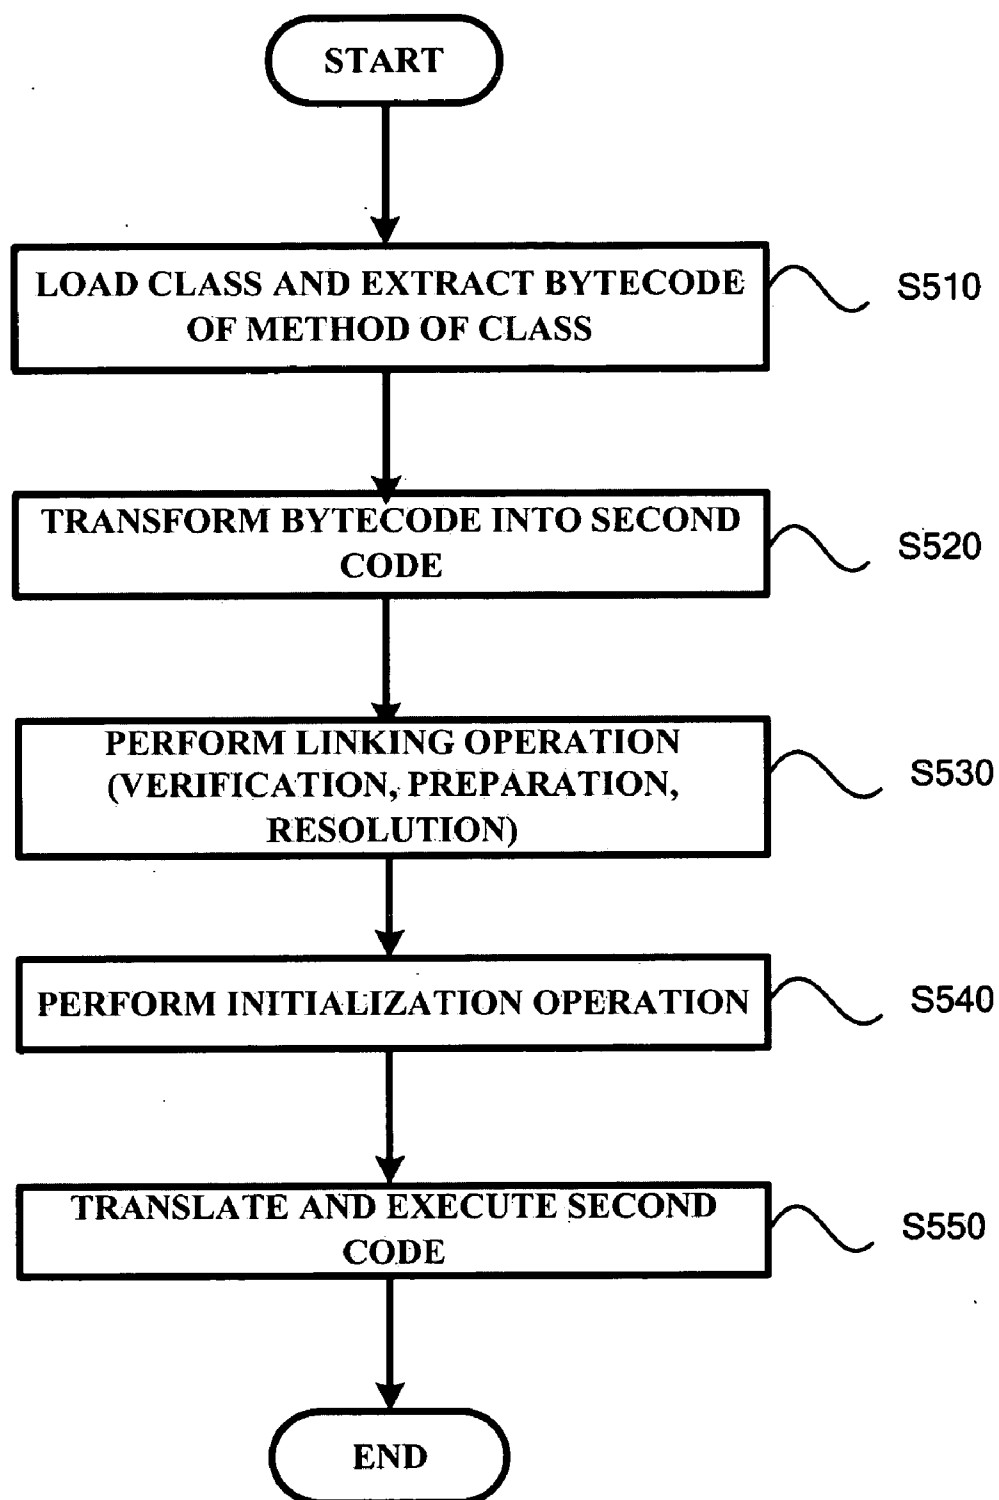 START
LOAD CLASS AND EXTRACT BYTECODE
OF METHOD OF CLASS
S510
TRANSFORM BYTECODE INTO SECOND
CODE
S520
PERFORM LINKING OPERATION
(VERIFICATION, PREPARATION,
RESOLUTION)
S530
PERFORM INITIALIZATION OPERATION
S540
TRANSLATE AND EXECUTE SECOND
CODE
S550
END